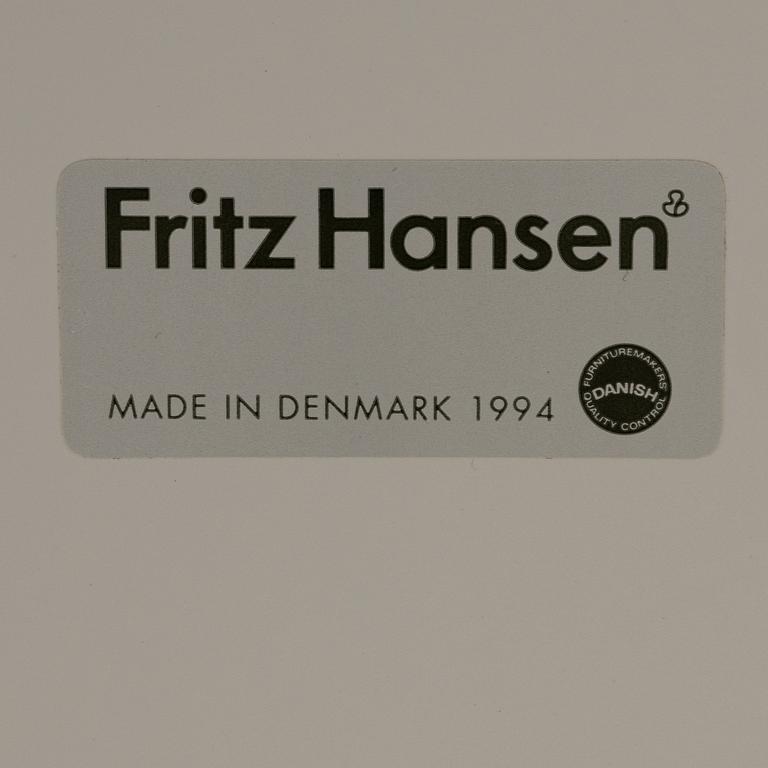 Fritz Hansen
MADE IN DENMARK 1994
FURNITUREMAKERS'
DANISH
QUALITY CONTROL